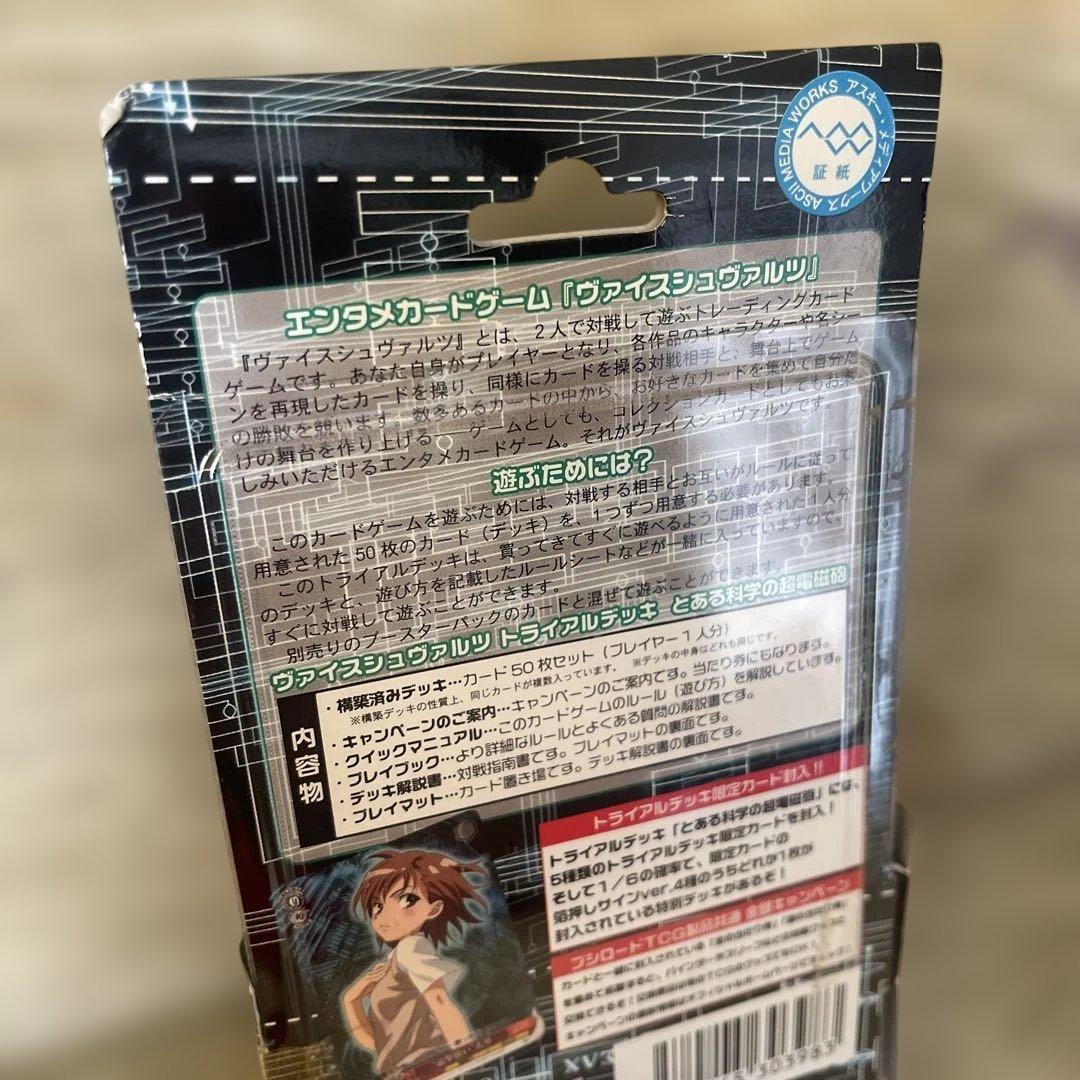 ASCII MEDIA WORKS アスキー・メディアワークス
証紙
エンタメカードゲーム『ヴァイスシュヴァルツ』
『ヴァイスシュヴァルツ』とは、2人で対戦して遊ぶトレーディングカード
ゲームです。あなた自身がプレイヤーとなり、各作品のキャラクターや名シー
ンを再現したカードを操り、同様にカードを操る対戦相手と、舞台上でゲーム
の勝敗を競います。数多あるカードの中から、お好きなカードを集めて自分だ
けの舞台を作り上げる――ゲームとしても、コレクションカードとしてもお楽
しみいただけるエンタメカードゲーム。それがヴァイスシュヴァルツです。
遊ぶためには?
このカードゲームを遊ぶためには、対戦する相手とお互いがルールに従って
用意された50枚のカード(デッキ)を、1つずつ用意する必要があります。
このトライアルデッキは、買ってきてすぐに遊べるように用意された1人分
のデッキと、遊び方を記載したルールシートなどが一緒に入っていますので、
すぐに対戦して遊ぶことができます。
別売りのブースターパックのカードと混ぜて遊ぶことができます。
ヴァイスシュヴァルツ トライアルデッキ とある科学の超電磁砲
内容物
・構築済みデッキ…カード50枚セット(プレイヤー1人分)
※構築デッキの性質上、同じカードが複数入っています。 ※デッキの中身はどれも同じです。
・キャンペーンのご案内…キャンペーンのご案内です。当たり券にもなります。
・クイックマニュアル…このカードゲームのルール(遊び方)を解説しています。
・プレイブック…より詳細なルールとよくある質問の解説書です。
・デッキ解説書…対戦指南書です。プレイマットの裏面です。
・プレイマット…カード置き場です。デッキ解説書の裏面です。
トライアルデッキ限定カード封入!!
トライアルデッキ「とある科学の超電磁砲」には、
5種類のトライアルデッキ限定カードを封入!
そして1/6の確率で、限定カードの
箔押しサインver.4種のうちどれか1枚が
封入されている特別デッキがあるぞ!
ブシロードTCG製品共通 金銀キャンペーン